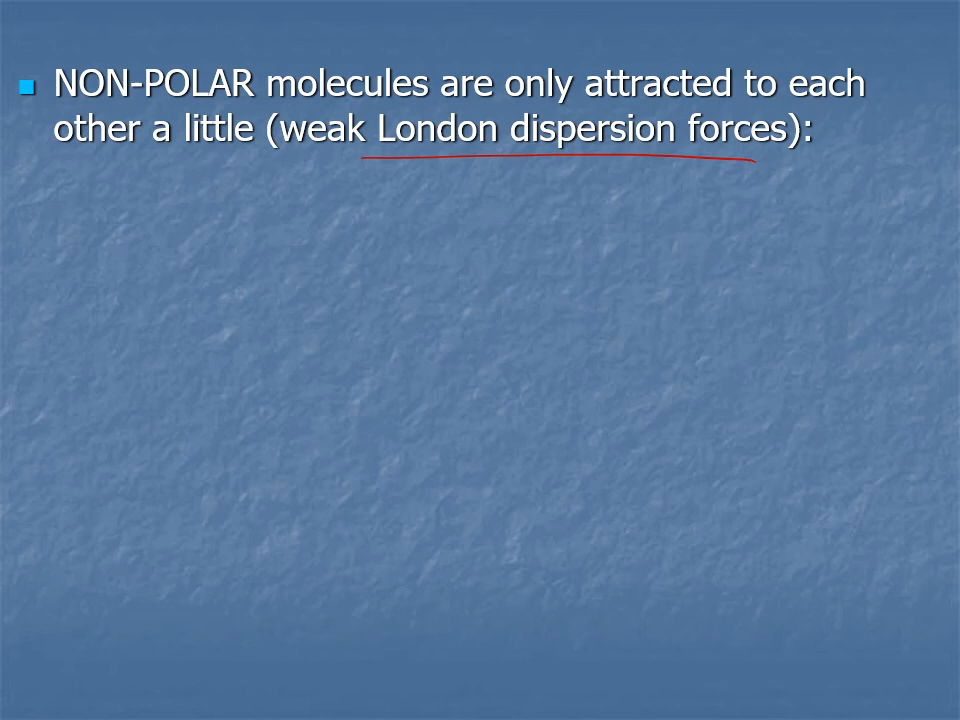 NON-POLAR molecules are only attracted to each
other a little (weak London dispersion forces):